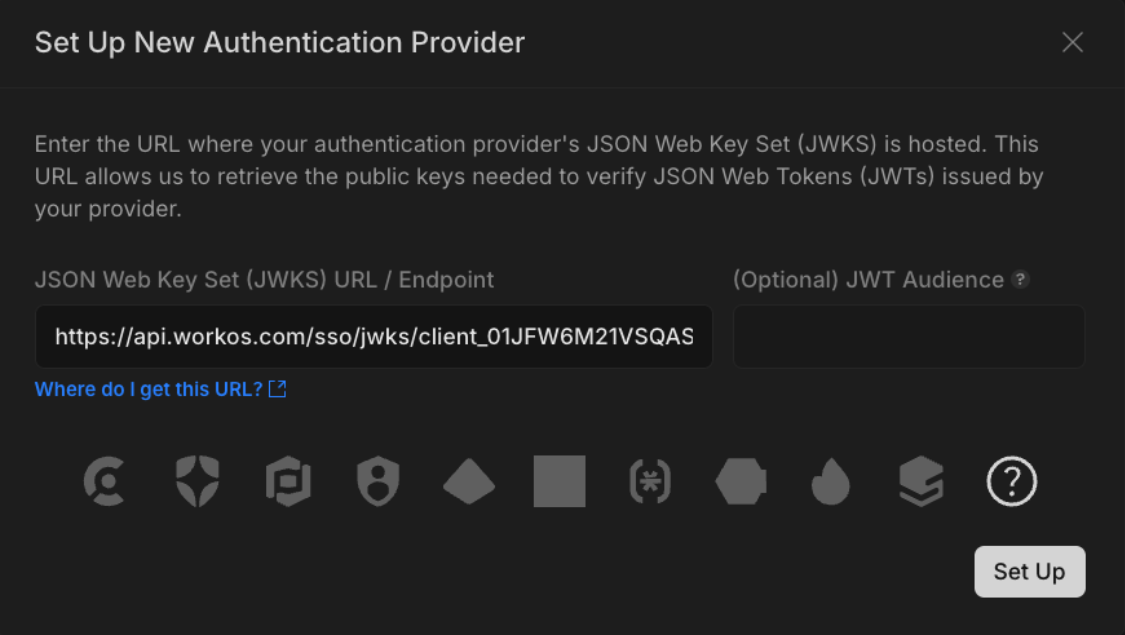 Set Up New Authentication Provider
Enter the URL where your authentication provider's JSON Web Key Set (JWKS) is hosted. This
URL allows us to retrieve the public keys needed to verify JSON Web Tokens (JWTs) issued by
your provider.
JSON Web Key Set (JWKS) URL / Endpoint
(Optional) JWT Audience ?
https://api.workos.com/sso/jwks/client_01JFW6M21VSQAS
Where do I get this URL?
?
Set Up